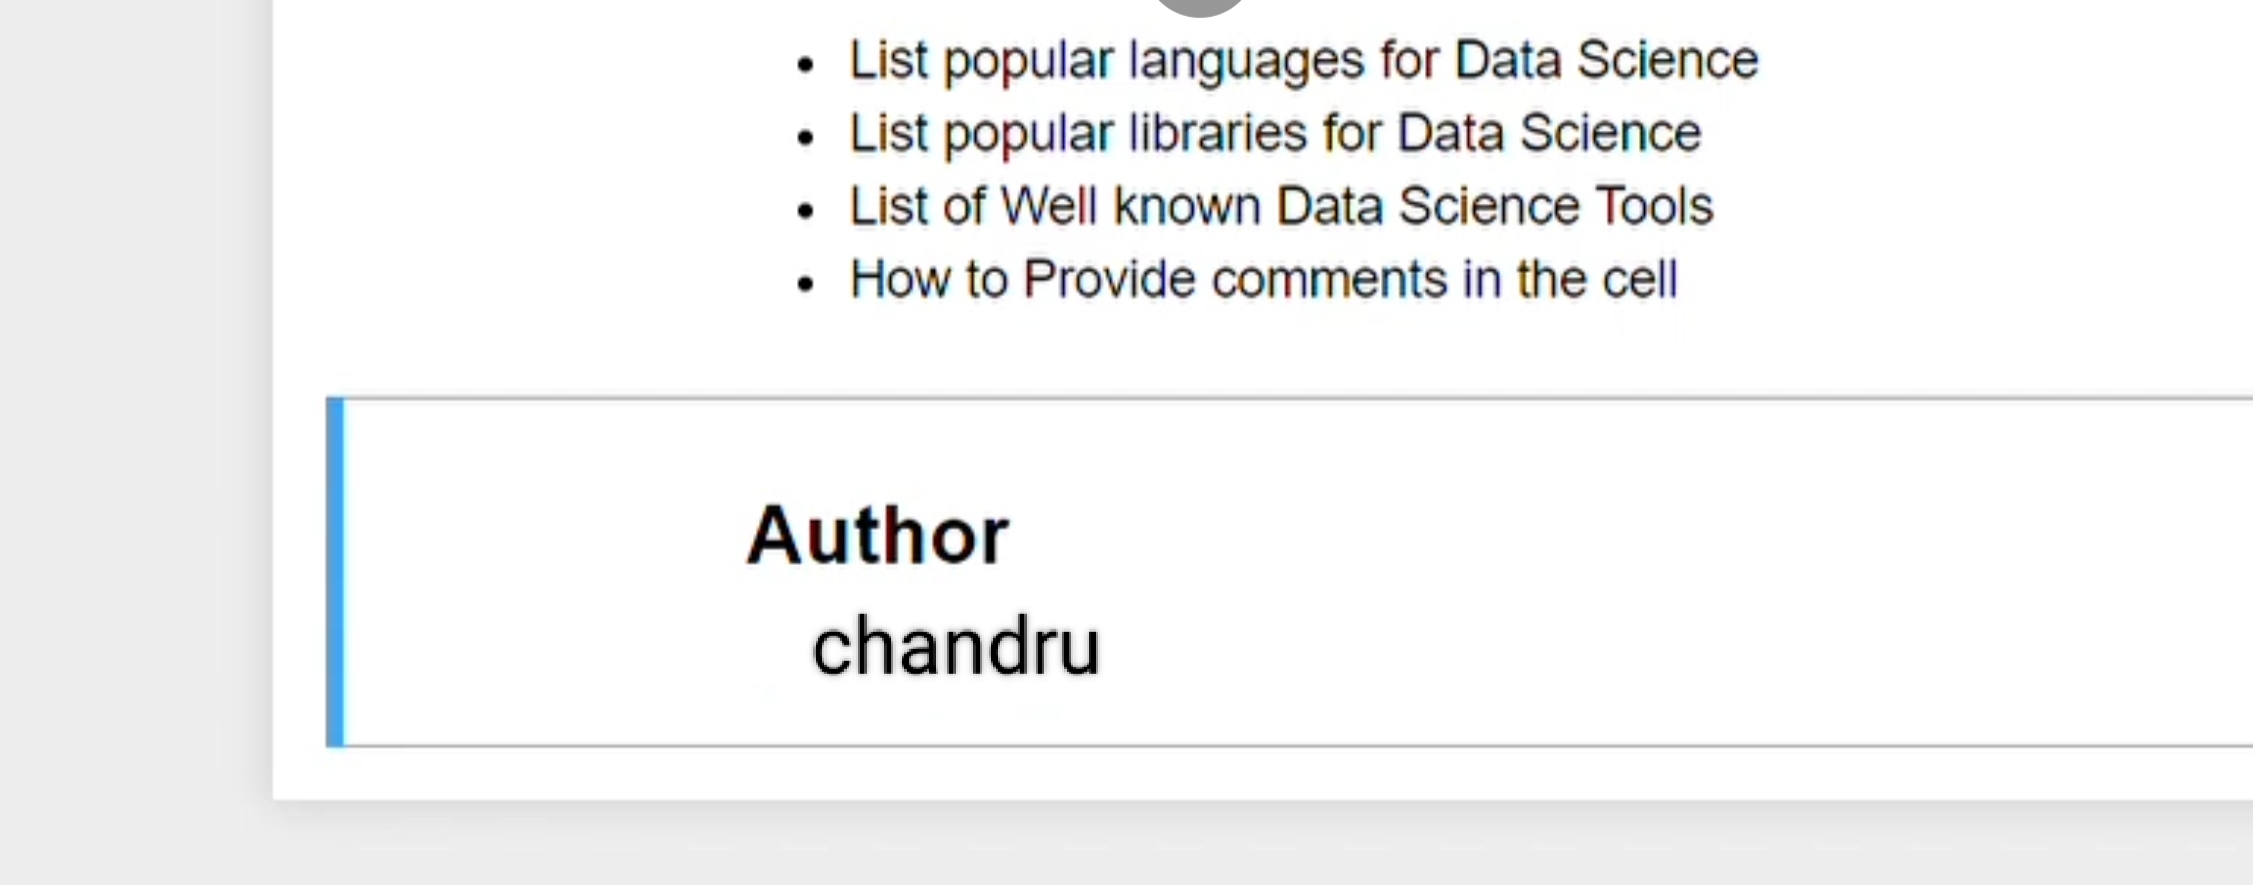 List popular languages for Data Science
List popular libraries for Data Science
List of Well known Data Science Tools
How to Provide comments in the cell
Author
chandru